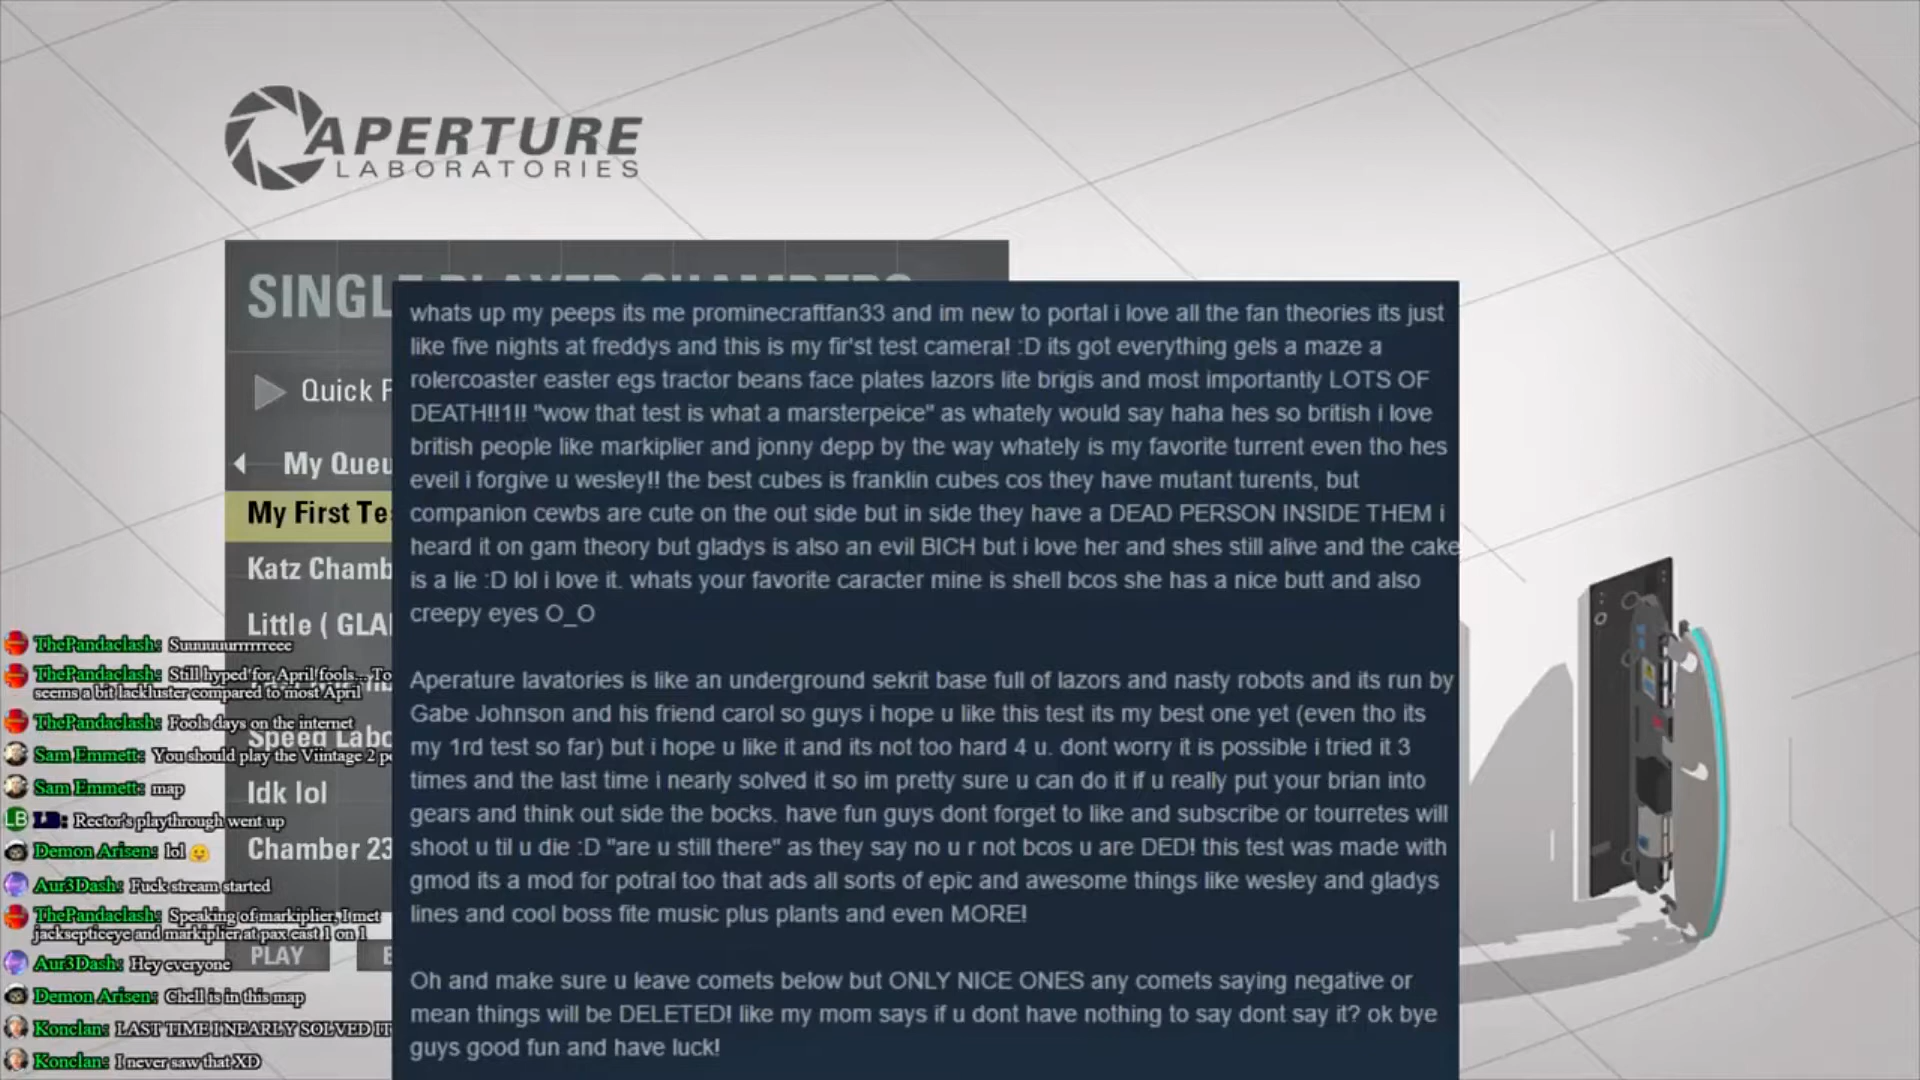 APERTURE
LABORATORIES
SINGLE PLAYER CHAMBERS
Quick P
My Queu
My First Te
Katz Chamb
Little ( GLA
Speed Labo
Idk lol
Chamber 23
PLAY
E
whats up my peeps its me prominecraftfan33 and im new to portal i love all the fan theories its just
like five nights at freddys and this is my fir'st test camera! :D its got everything gels a maze a
rolercoaster easter egs tractor beans face plates lazors lite brigis and most importantly LOTS OF
DEATH!!1!! "wow that test is what a marsterpeice" as whately would say haha hes so british i love
british people like markiplier and jonny depp by the way whately is my favorite turrent even tho hes
eveil i forgive u wesley!! the best cubes is franklin cubes cos they have mutant turents, but
companion cewbs are cute on the out side but in side they have a DEAD PERSON INSIDE THEM i
heard it on gam theory but gladys is also an evil BICH but i love her and shes still alive and the cake
is a lie :D lol i love it. whats your favorite caracter mine is shell bcos she has a nice butt and also
creepy eyes O_O
Aperature lavatories is like an underground sekrit base full of lazors and nasty robots and its run by
Gabe Johnson and his friend carol so guys i hope u like this test its my best one yet (even tho its
my 1rd test so far) but i hope u like it and its not too hard 4 u. dont worry it is possible i tried it 3
times and the last time i nearly solved it so im pretty sure u can do it if u really put your brian into
gears and think out side the bocks. have fun guys dont forget to like and subscribe or tourretes will
shoot u til u die :D "are u still there" as they say no u r not bcos u are DED! this test was made with
gmod its a mod for potral too that ads all sorts of epic and awesome things like wesley and gladys
lines and cool boss fite music plus plants and even MORE!
Oh and make sure u leave comets below but ONLY NICE ONES any comets saying negative or
mean things will be DELETED! like my mom says if u dont have nothing to say dont say it? ok bye
guys good fun and have luck!
ThePandaclash: Suuuuuurrrrrreee
ThePandaclash: Still hyped for April fools... To
seems a bit lackluster compared to most April
ThePandaclash: Fools days on the internet
Sam Emmett: You should play the Viintage 2 p
Sam Emmett: map
LB LB: Rector's playthrough went up
Demon Arisen: lol 🙂
Aur3Dash: Fuck stream started
ThePandaclash: Speaking of markiplier, I met
jacksepticeye and markiplier at pax east 1 on 1
Aur3Dash: Hey everyone
Demon Arisen: Chell is in this map
Konclan: LAST TIME I NEARLY SOLVED IT
Konclan: I never saw that XD